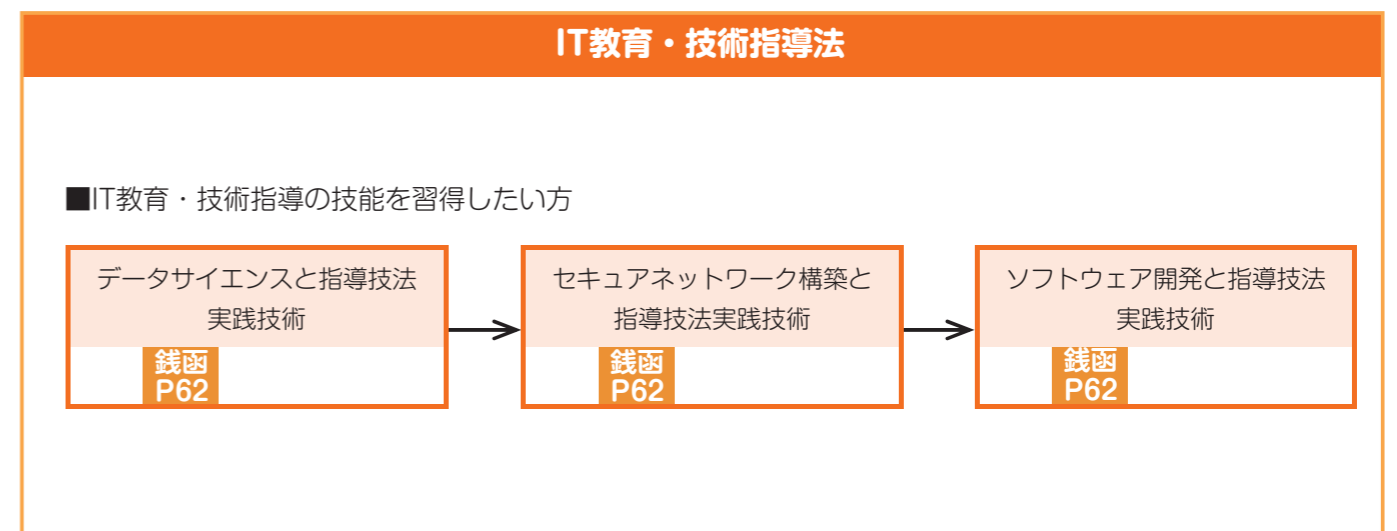 IT教育・技術指導法
■IT教育・技術指導の技能を習得したい方
データサイエンスと指導技法
実践技術
銭函
P62
セキュアネットワーク構築と
指導技法実践技術
銭函
P62
ソフトウェア開発と指導技法
実践技術
銭函
P62